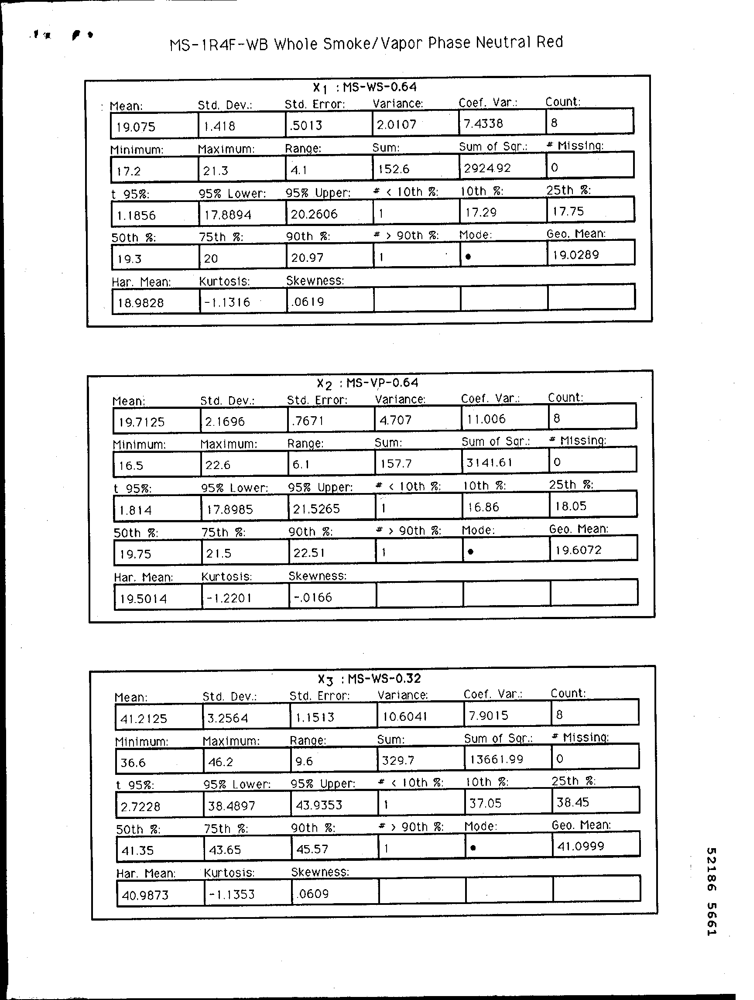 MS-1R4F-WB Whole Smoke/Vapor Phase Neutral Red
X1 : MS-WS-0.64
Mean: Std. Dev.: Std. Error: Variance: Coef. Var.: Count:
19.075 1.418 .5013 2.0107 7.4338 8
Minimum: Maximum: Range: Sum: Sum of Sqr.: # Missing:
17.2 21.3 4.1 152.6 2924.92 0
t 95%: 95% Lower: 95% Upper: # < 10th %: 10th %: 25th %:
1.1856 17.8894 20.2606 1 17.29 17.75
50th %: 75th %: 90th %: # > 90th %: Mode: Geo. Mean:
19.3 20 20.97 1 • 19.0289
Har. Mean: Kurtosis: Skewness:
18.9828 -1.1316 .0619
X2 : MS-VP-0.64
Mean: Std. Dev.: Std. Error: Variance: Coef. Var.: Count:
19.7125 2.1696 .7671 4.707 11.006 8
Minimum: Maximum: Range: Sum: Sum of Sqr.: # Missing:
16.5 22.6 6.1 157.7 3141.61 0
t 95%: 95% Lower: 95% Upper: # < 10th %: 10th %: 25th %:
1.814 17.8985 21.5265 1 16.86 18.05
50th %: 75th %: 90th %: # > 90th %: Mode: Geo. Mean:
19.75 21.5 22.51 1 • 19.6072
Har. Mean: Kurtosis: Skewness:
19.5014 -1.2201 -.0166
X3 : MS-WS-0.32
Mean: Std. Dev.: Std. Error: Variance: Coef. Var.: Count:
41.2125 3.2564 1.1513 10.6041 7.9015 8
Minimum: Maximum: Range: Sum: Sum of Sqr.: # Missing:
36.6 46.2 9.6 329.7 13661.99 0
t 95%: 95% Lower: 95% Upper: # < 10th %: 10th %: 25th %:
2.7228 38.4897 43.9353 1 37.05 38.45
50th %: 75th %: 90th %: # > 90th %: Mode: Geo. Mean:
41.35 43.65 45.57 1 • 41.0999
Har. Mean: Kurtosis: Skewness:
40.9873 -1.1353 .0609
52186 5661